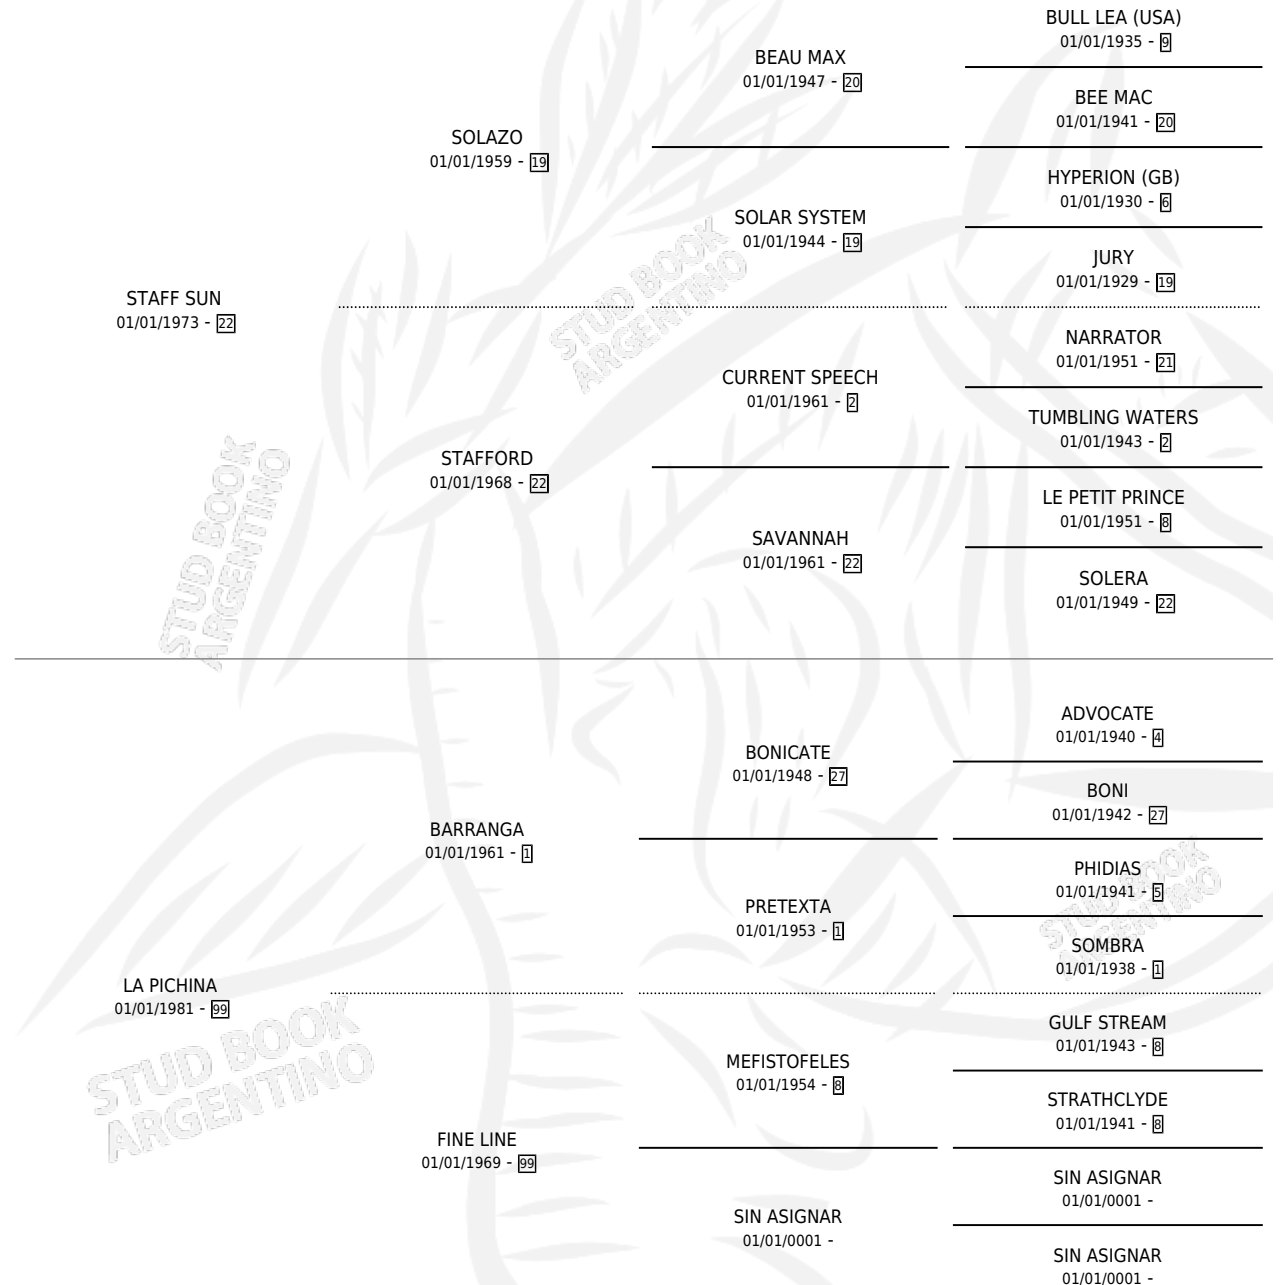 BULL LEA (USA)
01/01/1935 - 9
BEAU MAX
01/01/1947 - 20
BEE MAC
01/01/1941 - 20
SOLAZO
01/01/1959 - 19
HYPERION (GB)
01/01/1930 - 6
SOLAR SYSTEM
01/01/1944 - 19
JURY
01/01/1929 - 19
STAFF SUN
01/01/1973 - 22
NARRATOR
01/01/1951 - 21
CURRENT SPEECH
01/01/1961 - 2
TUMBLING WATERS
01/01/1943 - 2
STAFFORD
01/01/1968 - 22
LE PETIT PRINCE
01/01/1951 - 8
SAVANNAH
01/01/1961 - 22
SOLERA
01/01/1949 - 22
ADVOCATE
01/01/1940 - 4
BONICATE
01/01/1948 - 27
BONI
01/01/1942 - 27
BARRANGA
01/01/1961 - 1
PHIDIAS
01/01/1941 - 5
PRETEXTA
01/01/1953 - 1
SOMBRA
01/01/1938 - 1
LA PICHINA
01/01/1981 - 99
GULF STREAM
01/01/1943 - 8
MEFISTOFELES
01/01/1954 - 8
STRATHCLYDE
01/01/1941 - 8
FINE LINE
01/01/1969 - 99
SIN ASIGNAR
01/01/0001 -
SIN ASIGNAR
01/01/0001 -
SIN ASIGNAR
01/01/0001 -
STUD BOOK
ARGENTINO
STUD BOOK
ARGENTINO
STUD BOOK
ARGENTINO
STUD BOOK
ARGENTINO